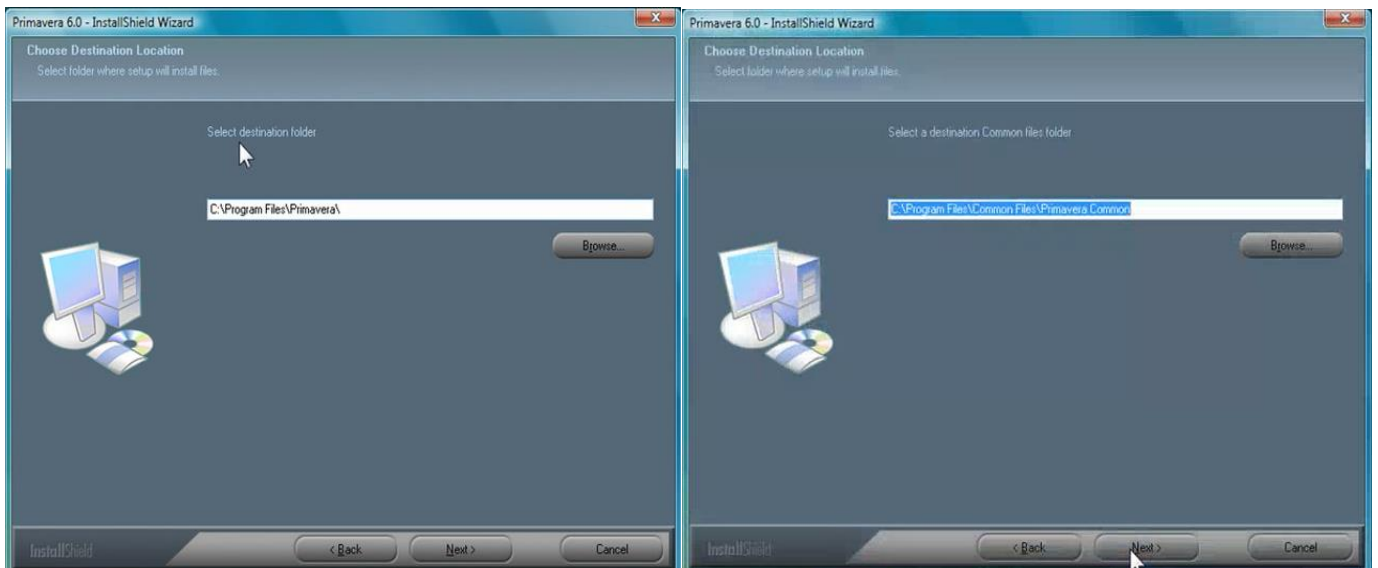 Primavera 6.0 - InstallShield Wizard
Choose Destination Location
Select folder where setup will install files.
Select destination folder
C:\Program Files\Primavera\
Browse...
InstallShield
< Back
Next >
Cancel
Primavera 6.0 - InstallShield Wizard
Choose Destination Location
Select folder where setup will install files.
Select a destination Common files folder
C:\Program Files\Common Files\Primavera Common
Browse...
InstallShield
< Back
Next >
Cancel